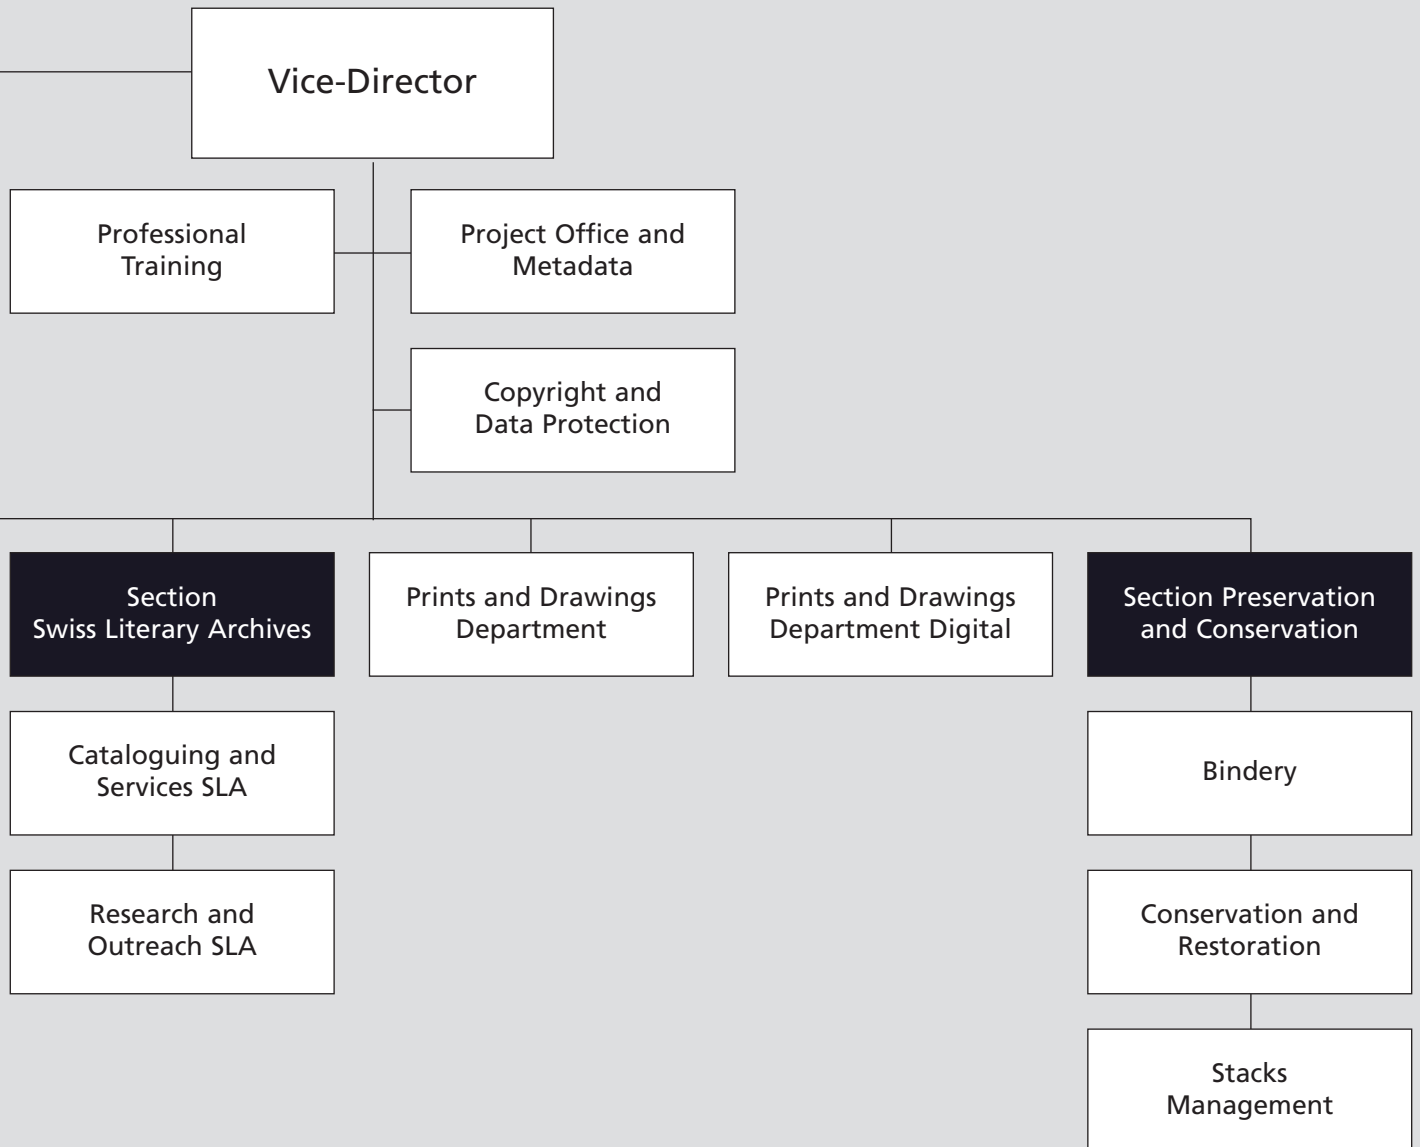 Vice-Director
Professional
Training
Project Office and
Metadata
Copyright and
Data Protection
Section
Swiss Literary Archives
Prints and Drawings
Department
Prints and Drawings
Department Digital
Section Preservation
and Conservation
Cataloguing and
Services SLA
Bindery
Research and
Outreach SLA
Conservation and
Restoration
Stacks
Management